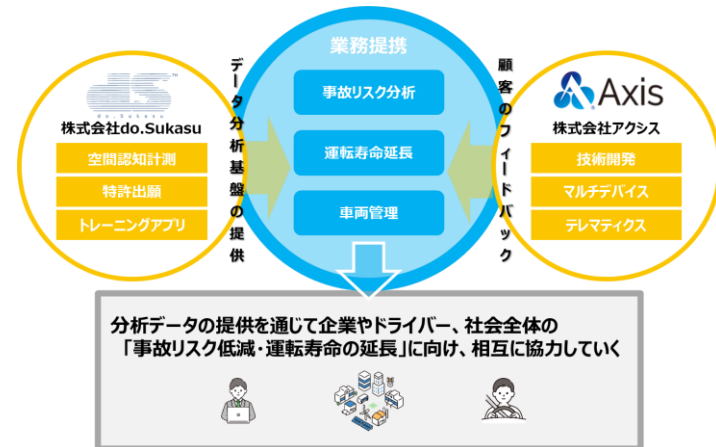 業務提携
事故リスク分析
運転寿命延長
車両管理
データ分析基盤の提供
顧客のフィードバック
dS
TM
do.Sukasu
株式会社do.Sukasu
空間認知計測
特許出願
トレーニングアプリ
Axis
株式会社アクシス
技術開発
マルチデバイス
テレマティクス
分析データの提供を通じて企業やドライバー、社会全体の
「事故リスク低減・運転寿命の延長」に向け、相互に協力していく